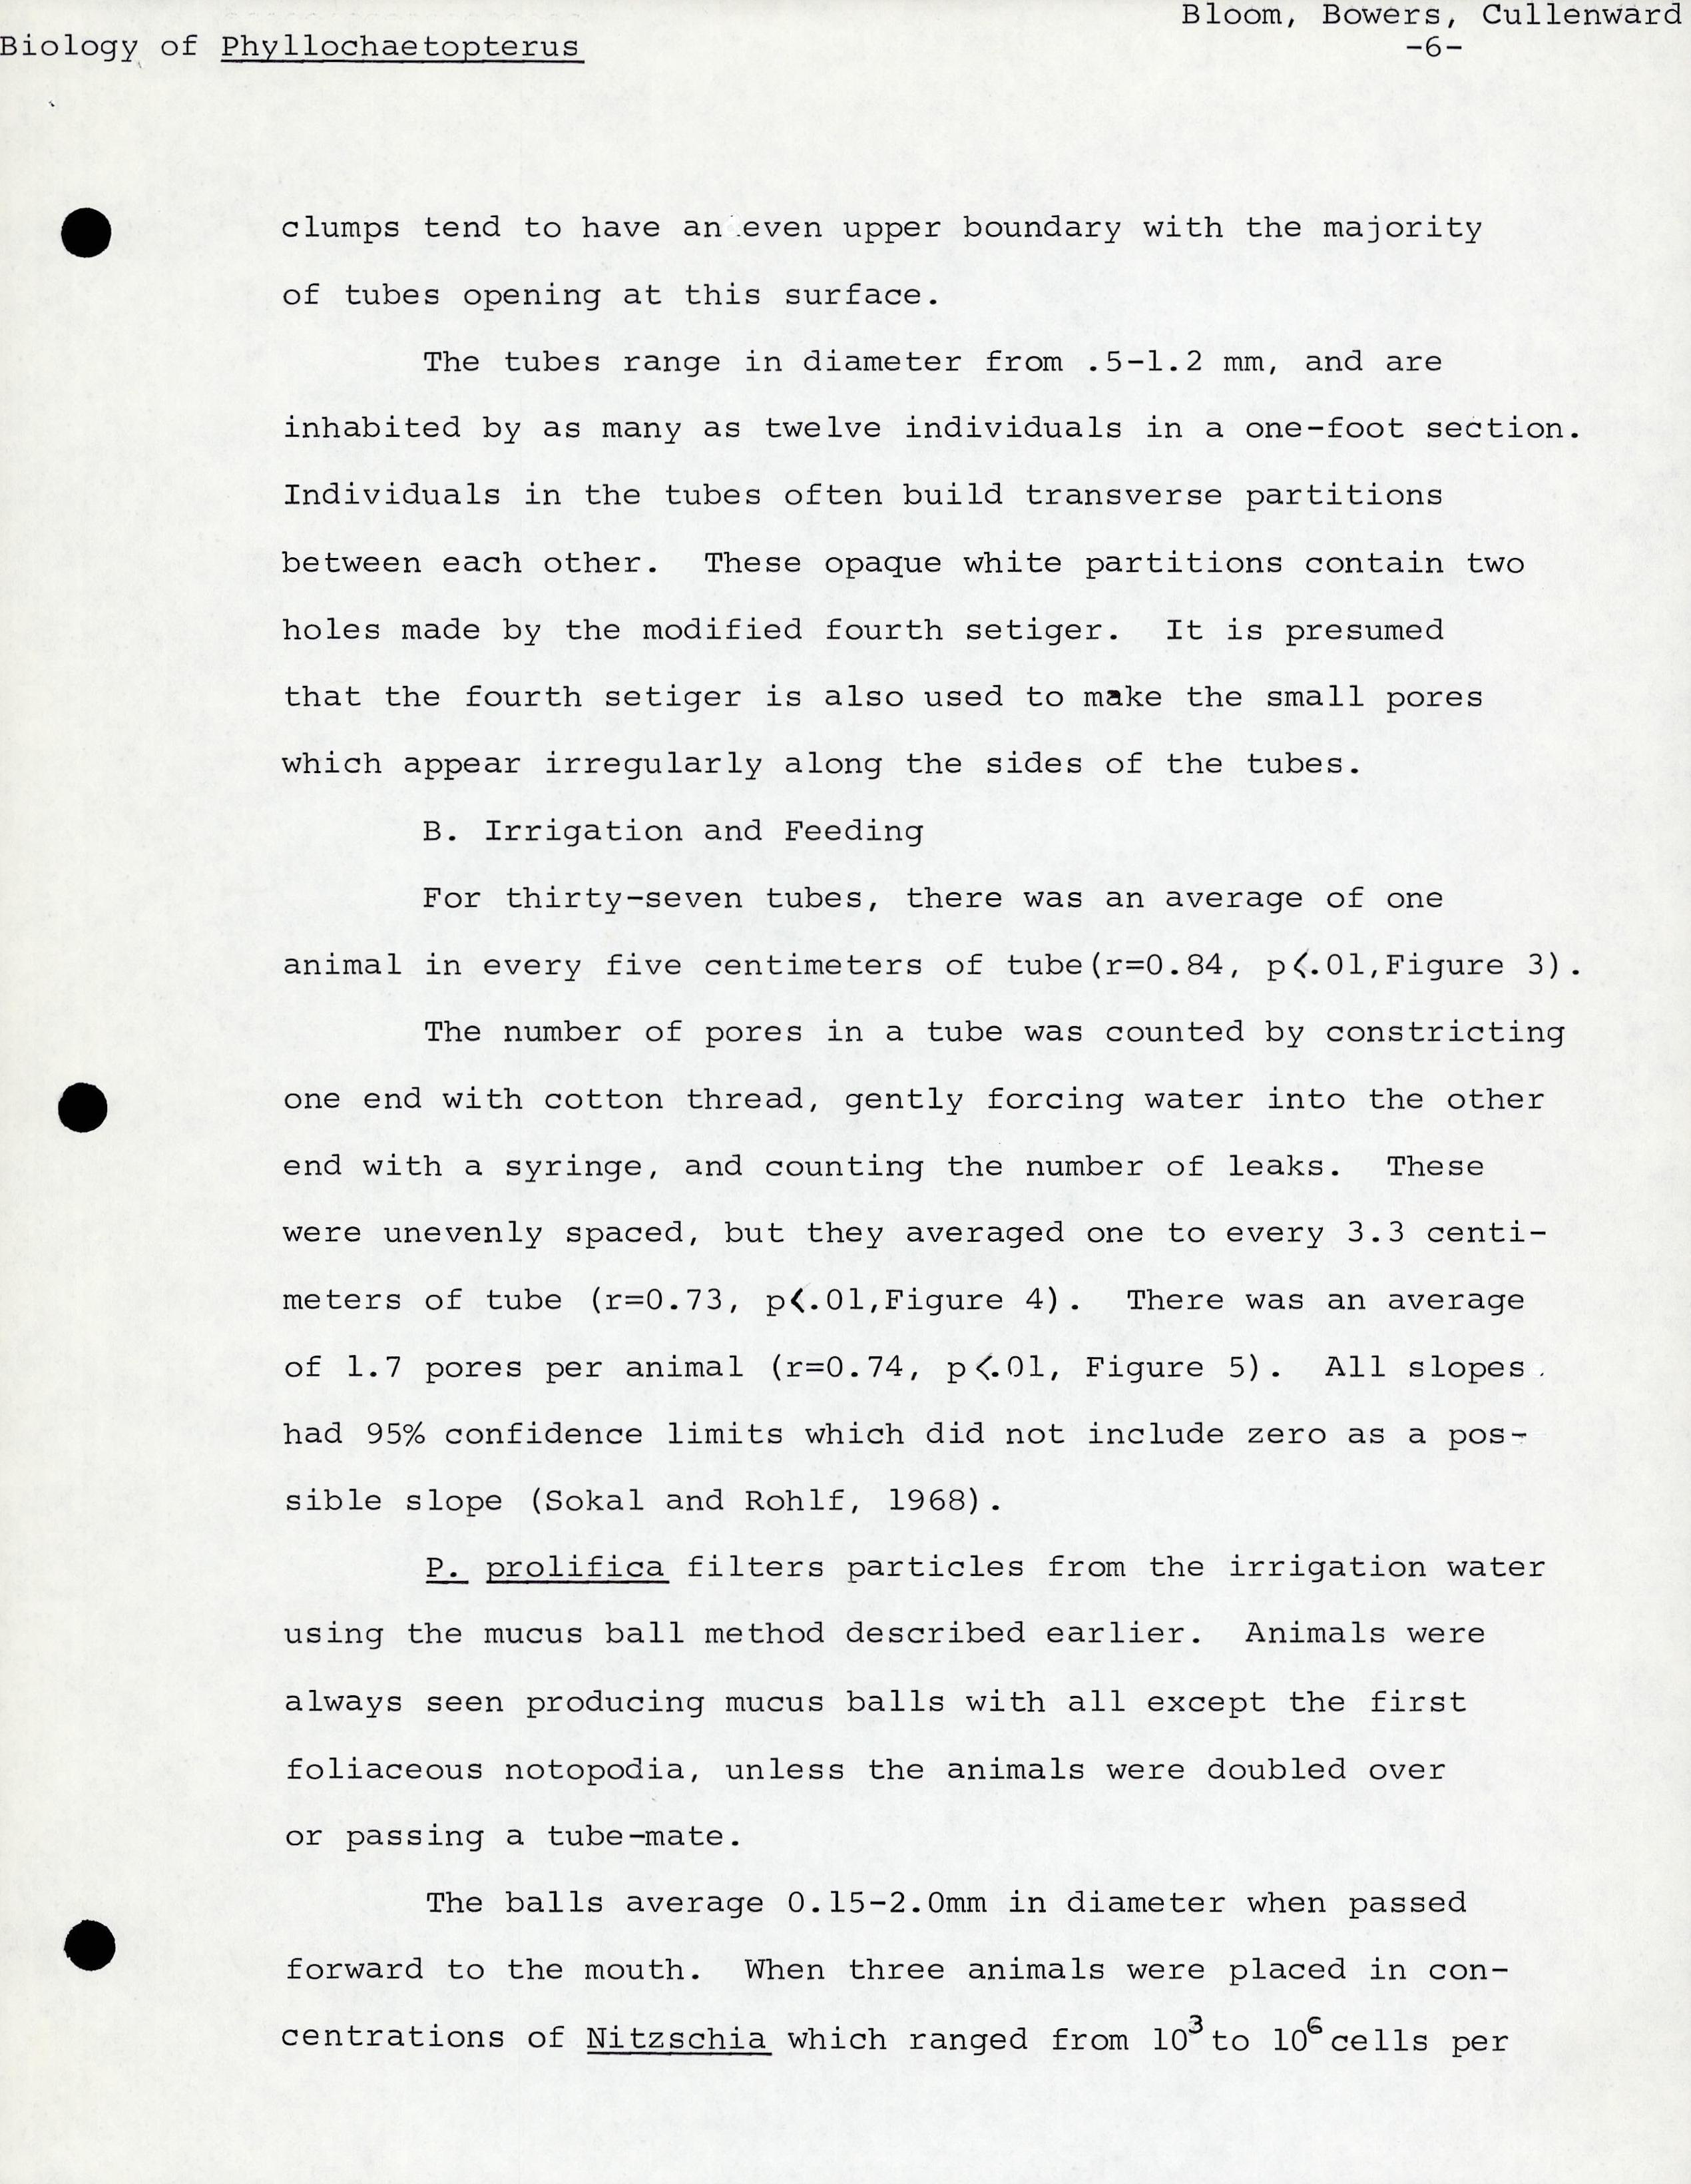 Bloom, Bowers, Cullenward
Biology of Phyllochaetopterus -6-
clumps tend to have an even upper boundary with the majority
of tubes opening at this surface.
The tubes range in diameter from .5-1.2 mm, and are
inhabited by as many as twelve individuals in a one-foot section.
Individuals in the tubes often build transverse partitions
between each other. These opaque white partitions contain two
holes made by the modified fourth setiger. It is presumed
that the fourth setiger is also used to make the small pores
which appear irregularly along the sides of the tubes.
B. Irrigation and Feeding
For thirty-seven tubes, there was an average of one
animal in every five centimeters of tube(r=0.84, p<.01,Figure 3).
The number of pores in a tube was counted by constricting
one end with cotton thread, gently forcing water into the other
end with a syringe, and counting the number of leaks. These
were unevenly spaced, but they averaged one to every 3.3 centi-
meters of tube (r=0.73, p<.01,Figure 4). There was an average
of 1.7 pores per animal (r=0.74, p<.01, Figure 5). All slopes
had 95% confidence limits which did not include zero as a pos-
sible slope (Sokal and Rohlf, 1968).
P. prolifica filters particles from the irrigation water
using the mucus ball method described earlier. Animals were
always seen producing mucus balls with all except the first
foliaceous notopodia, unless the animals were doubled over
or passing a tube-mate.
The balls average 0.15-2.0mm in diameter when passed
forward to the mouth. When three animals were placed in con-
centrations of Nitzschia which ranged from 10³ to 10⁶ cells per